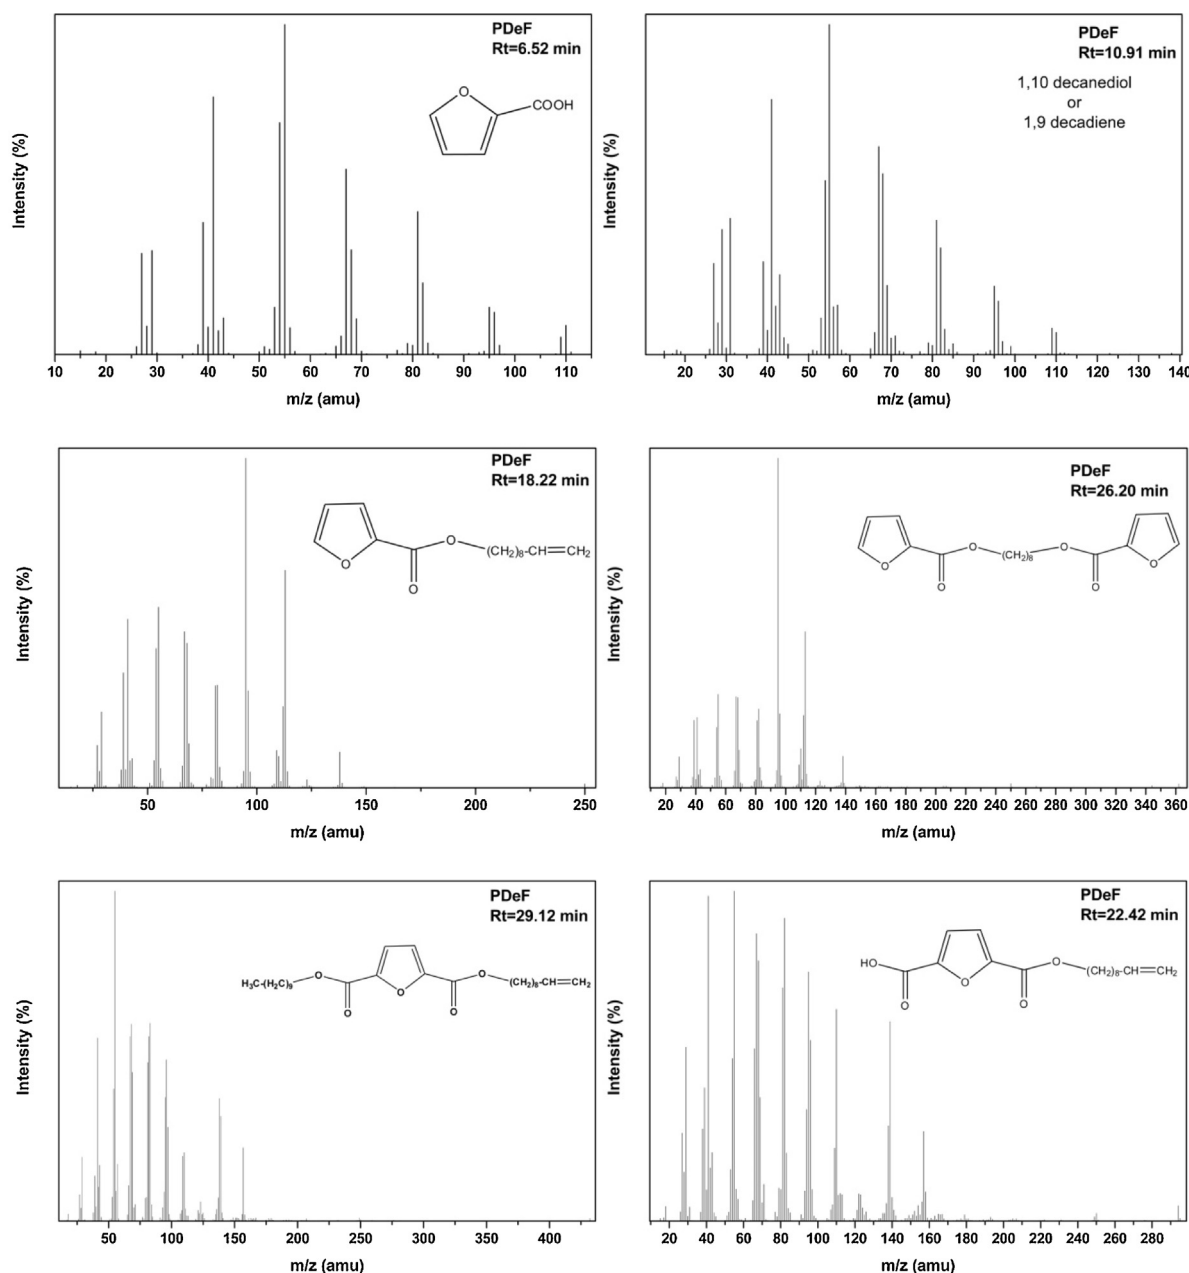 PDeF
Rt=6.52 min
O
COOH
Intensity (%)
10 20 30 40 50 60 70 80 90 100 110
m/z (amu)
PDeF
Rt=10.91 min
1,10 decanediol
or
1,9 decadiene
Intensity (%)
20 30 40 50 60 70 80 90 100 110 120 130 140
m/z (amu)
PDeF
Rt=18.22 min
O
(CH2)8-CH=CH2
O
O
Intensity (%)
50 100 150 200 250
m/z (amu)
PDeF
Rt=26.20 min
O O
(CH2)8
O O
O O
Intensity (%)
20 40 60 80 100 120 140 160 180 200 220 240 260 280 300 320 340 360
m/z (amu)
PDeF
Rt=29.12 min
O O
H3C-(H2C)9 (CH2)8-CH=CH2
O
O O
Intensity (%)
50 100 150 200 250 300 350 400
m/z (amu)
PDeF
Rt=22.42 min
HO O
(CH2)8-CH=CH2
O
O O
Intensity (%)
20 40 60 80 100 120 140 160 180 200 220 240 260 280
m/z (amu)